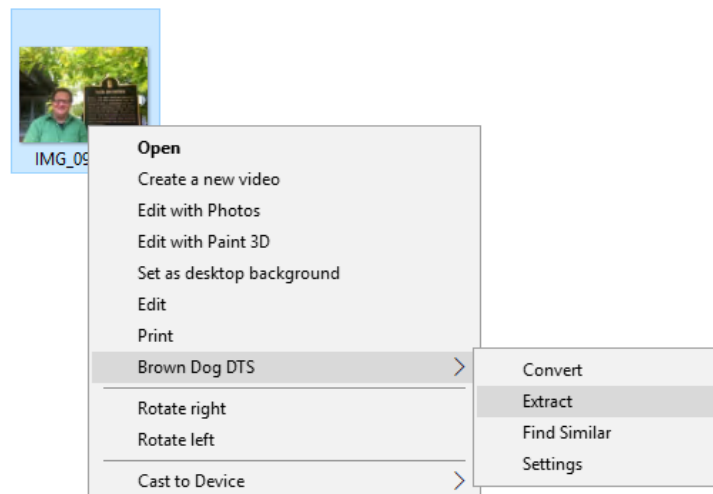 IMG_09
Open
Create a new video
Edit with Photos
Edit with Paint 3D
Set as desktop background
Edit
Print
Brown Dog DTS
Convert
Extract
Find Similar
Settings
Rotate right
Rotate left
Cast to Device